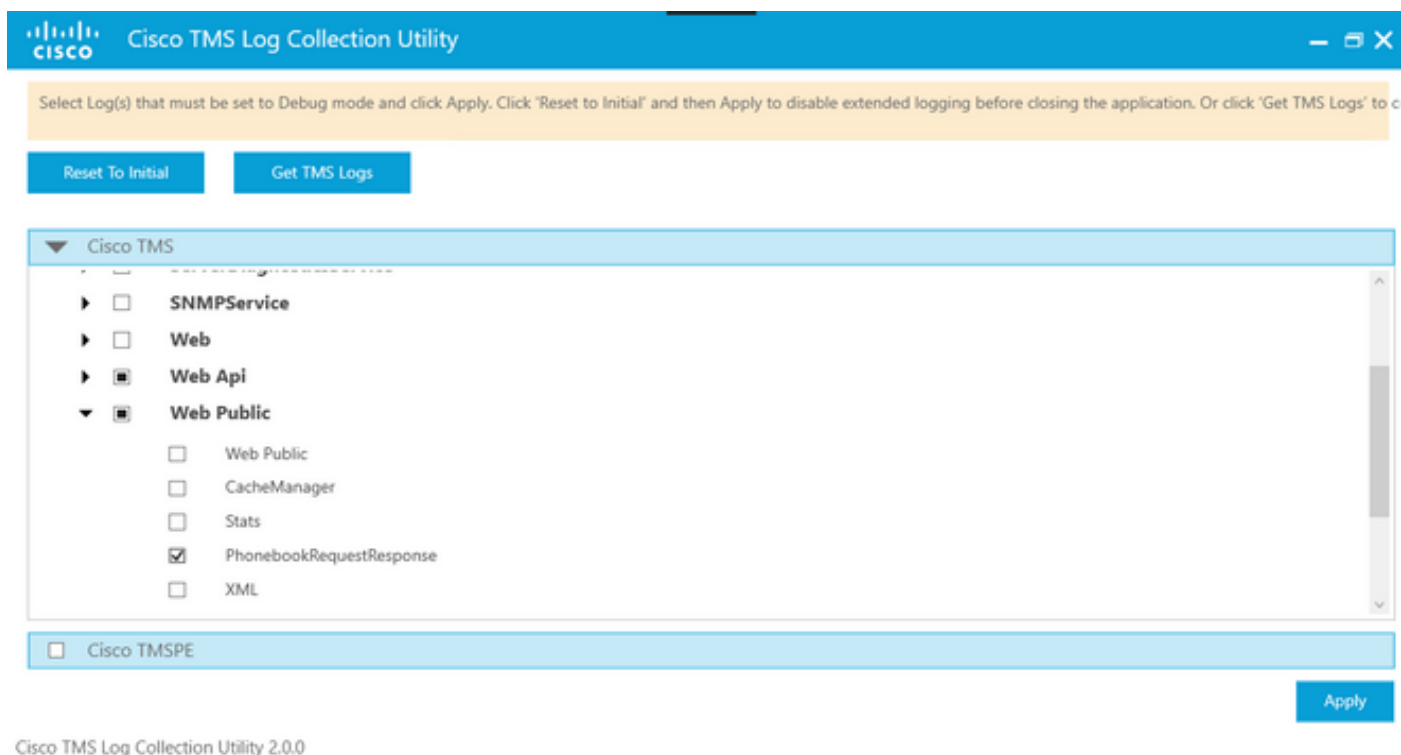 CISCO
Cisco TMS Log Collection Utility
Select Log(s) that must be set to Debug mode and click Apply. Click 'Reset to Initial' and then Apply to disable extended logging before closing the application. Or click 'Get TMS Logs' to c
Reset To Initial
Get TMS Logs
Cisco TMS
SNMPService
Web
Web Api
Web Public
Web Public
CacheManager
Stats
PhonebookRequestResponse
XML
Cisco TMSPE
Apply
Cisco TMS Log Collection Utility 2.0.0